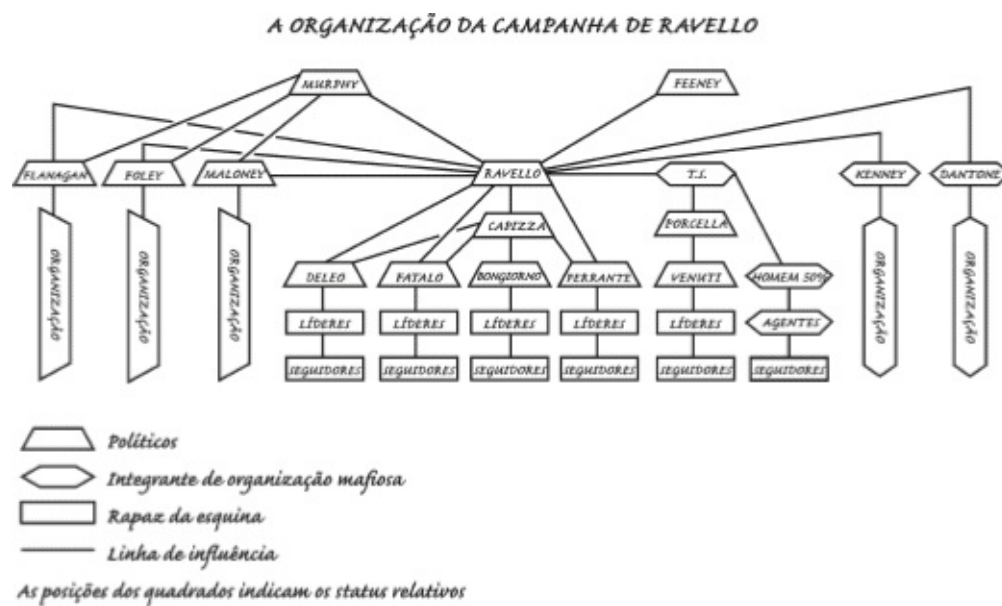 A ORGANIZAÇÃO DA CAMPANHA DE RAVELLO
MURPHY FEENEY
FLANAGAN FOLEY MALONEY RAVELLO T.S. KENNEY DANTONE
CAPIZZA PORCELLA
DELEO FATALO BONGIORNO FERRANTE VENUTI HOMEM 50%
LÍDERES LÍDERES LÍDERES LÍDERES LÍDERES AGENTES
SEGUIDORES SEGUIDORES SEGUIDORES SEGUIDORES SEGUIDORES SEGUIDORES
ORGANIZAÇÃO
ORGANIZAÇÃO
ORGANIZAÇÃO
ORGANIZAÇÃO
ORGANIZAÇÃO
Políticos
Integrante de organização mafiosa
Rapaz da esquina
Linha de influência
As posições dos quadrados indicam os status relativos